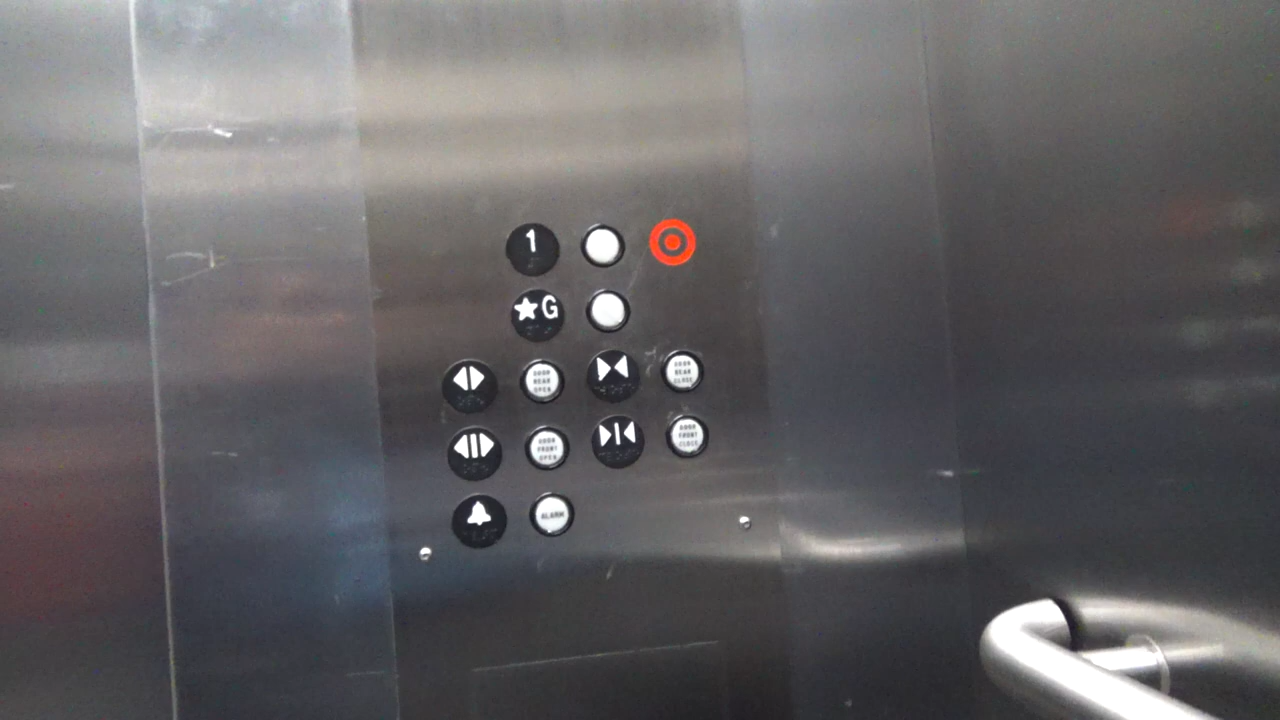 1
★G
DOOR
REAR
OPEN
DOOR
REAR
CLOSE
DOOR
FRONT
OPEN
DOOR
FRONT
CLOSE
ALARM